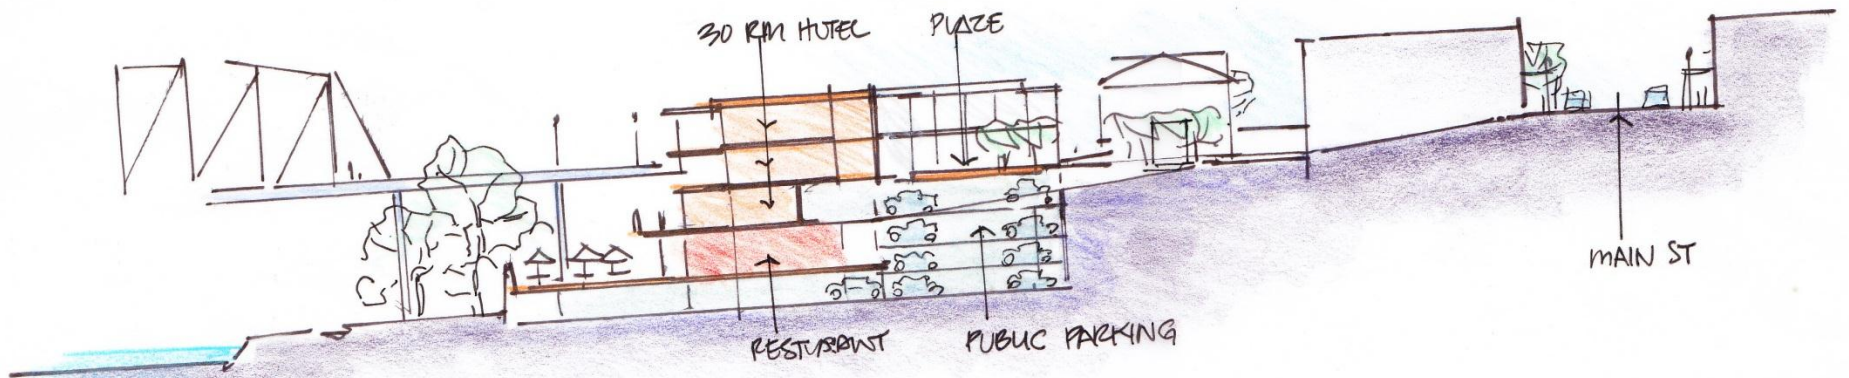 30 RM HOTEL
PLAZE
MAIN ST
RESTURANT
PUBLIC PARKING